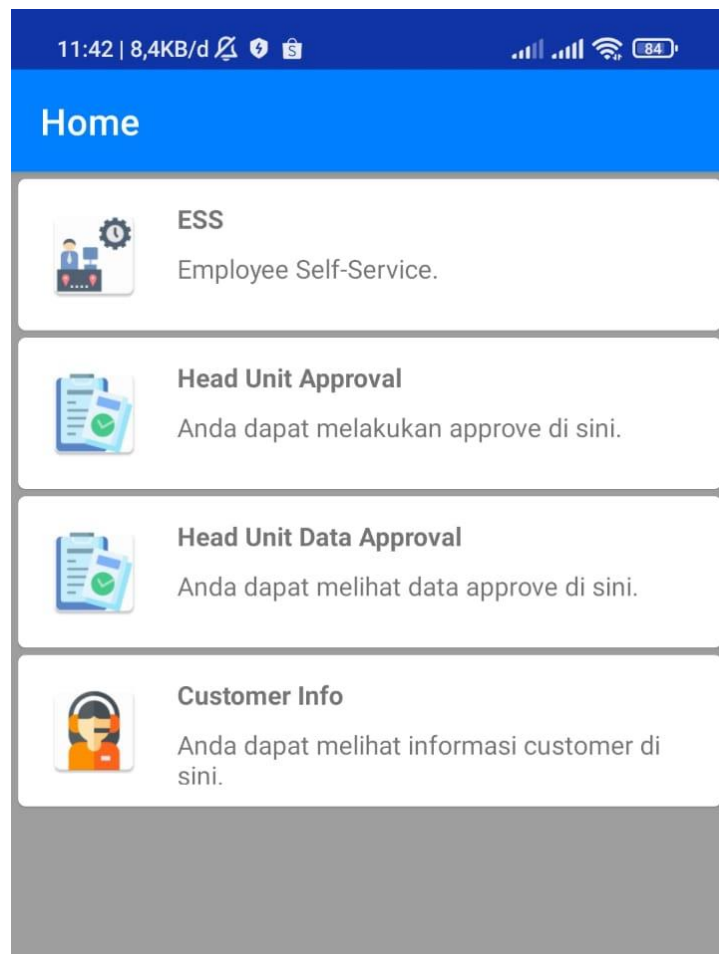 11:42 | 8,4KB/d
84
Home
ESS
Employee Self-Service.
Head Unit Approval
Anda dapat melakukan approve di sini.
Head Unit Data Approval
Anda dapat melihat data approve di sini.
Customer Info
Anda dapat melihat informasi customer di
sini.